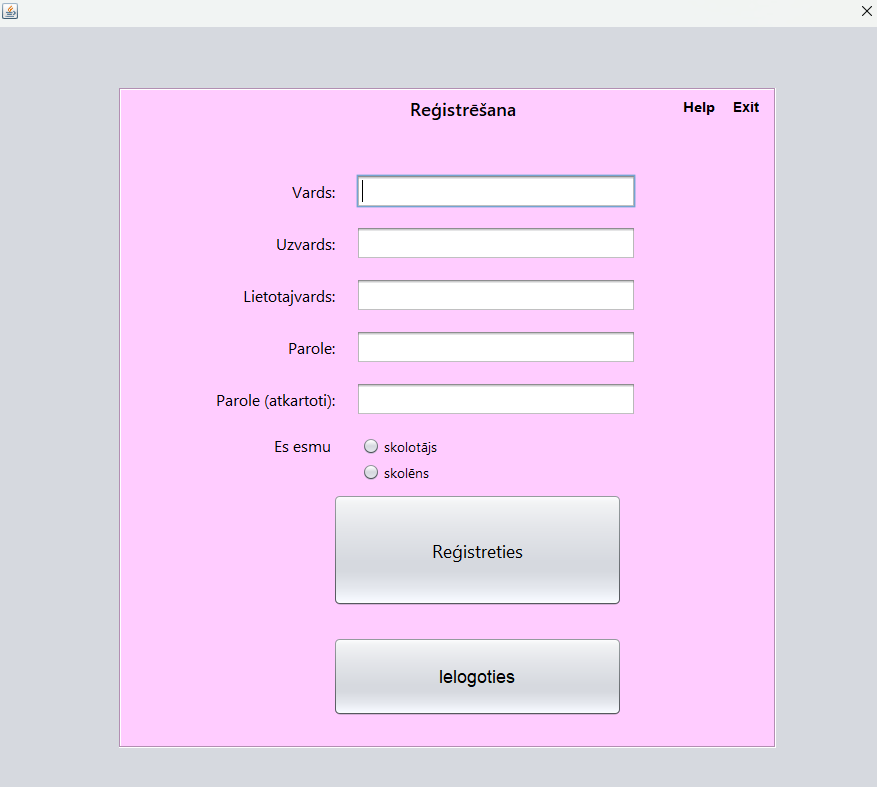 Reģistrēšana
Help Exit
Vards:
Uzvards:
Lietotajvards:
Parole:
Parole (atkartoti):
Es esmu skolotājs
skolēns
Reģistreties
Ielogoties